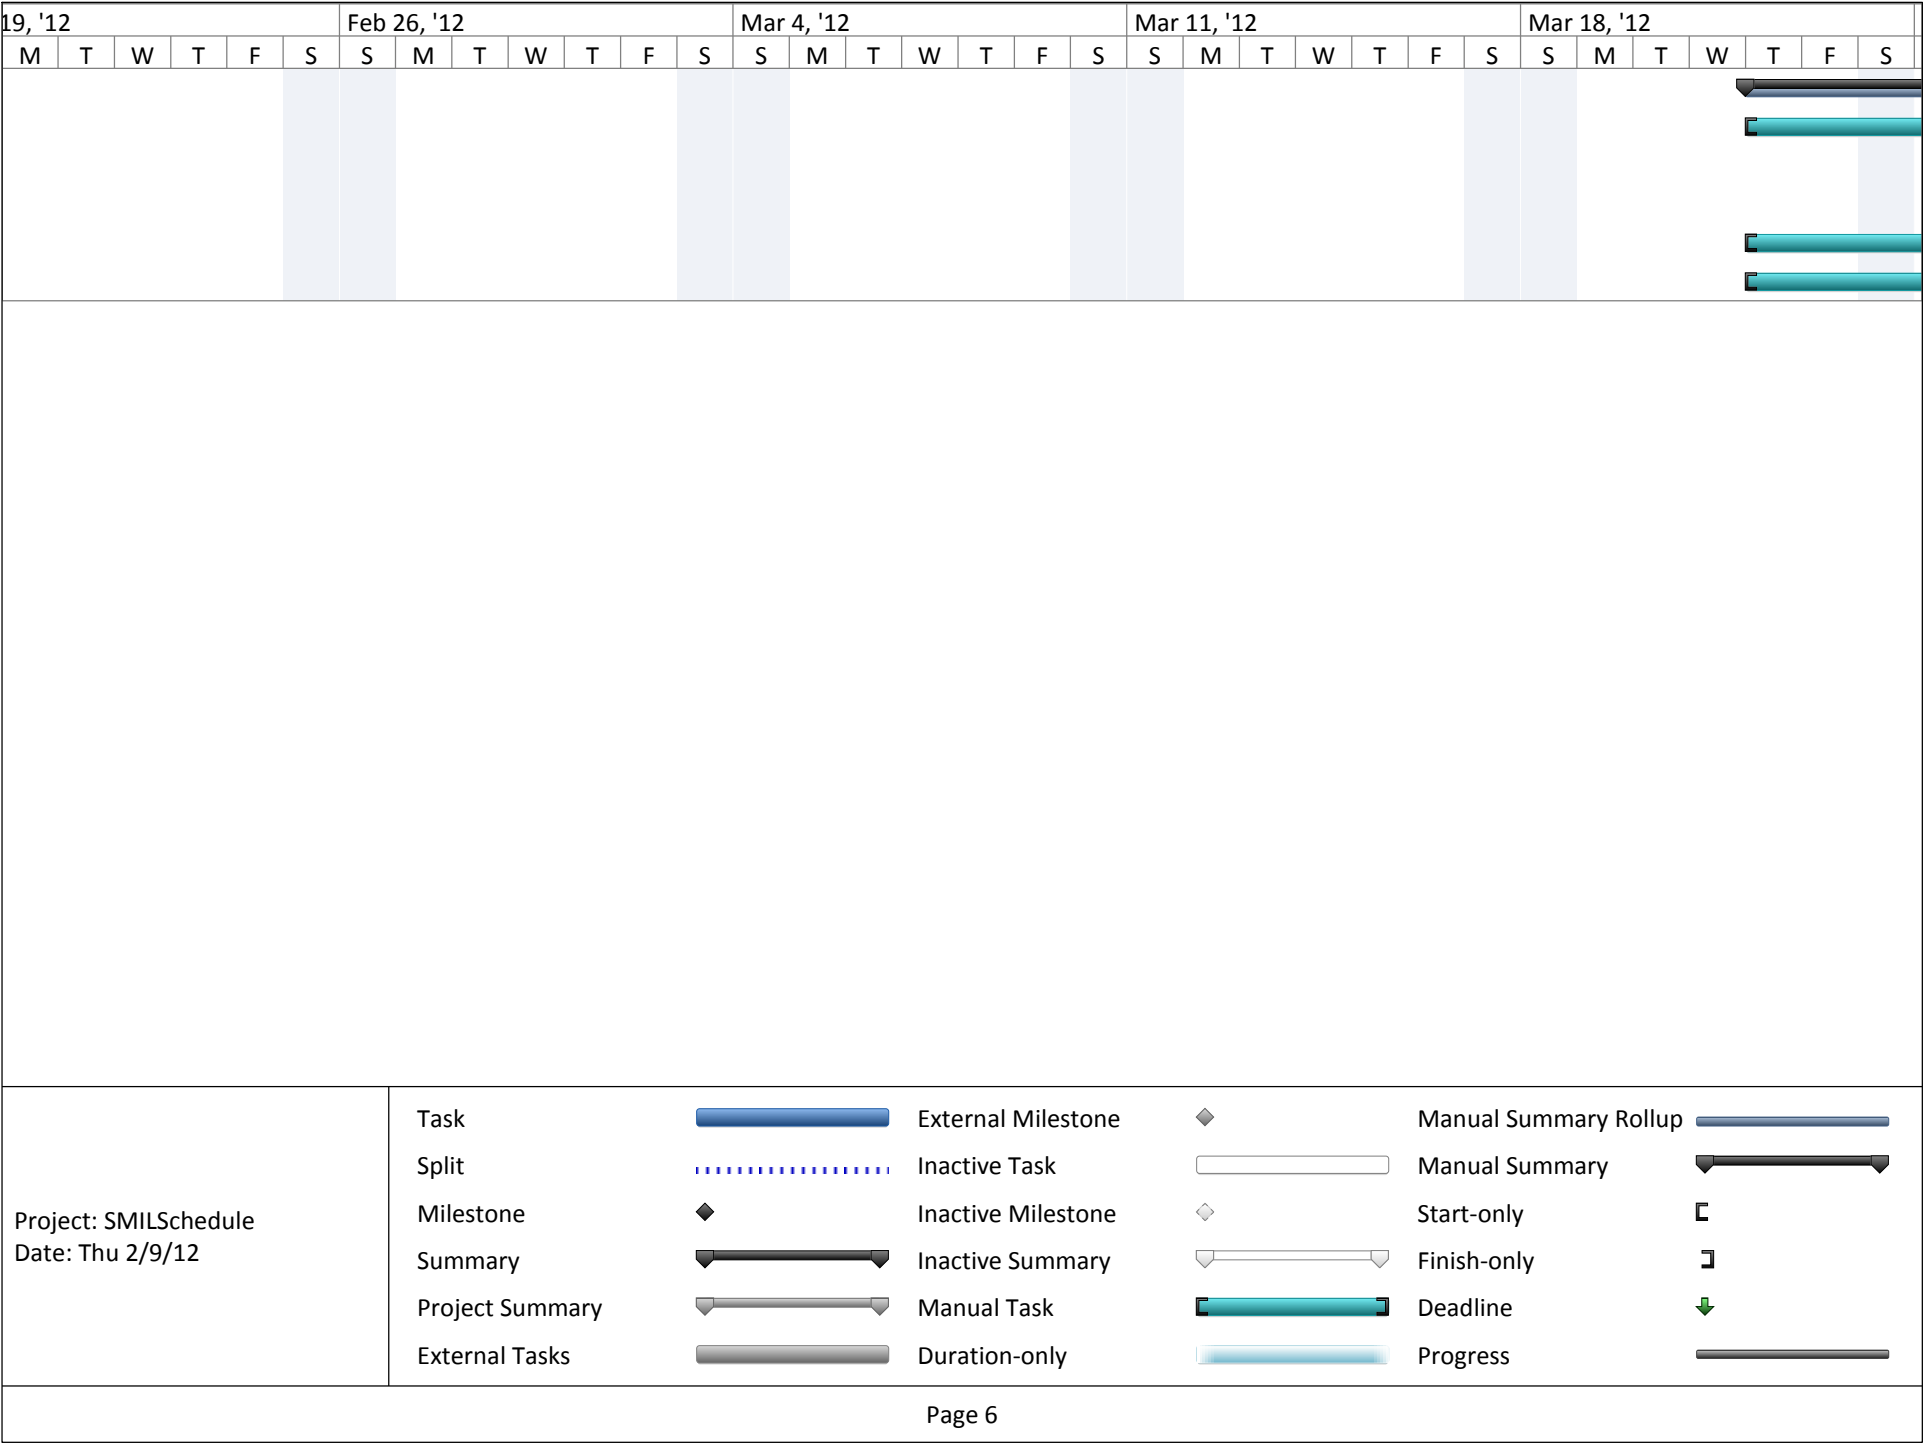 19, '12 Feb 26, '12 Mar 4, '12 Mar 11, '12 Mar 18, '12
M T W T F S S M T W T F S S M T W T F S S M T W T F S S M T W T F S
Task External Milestone Manual Summary Rollup
Split Inactive Task Manual Summary
Milestone Inactive Milestone Start-only
Project: SMILSchedule
Date: Thu 2/9/12
Summary Inactive Summary Finish-only
Project Summary Manual Task Deadline
External Tasks Duration-only Progress
Page 6